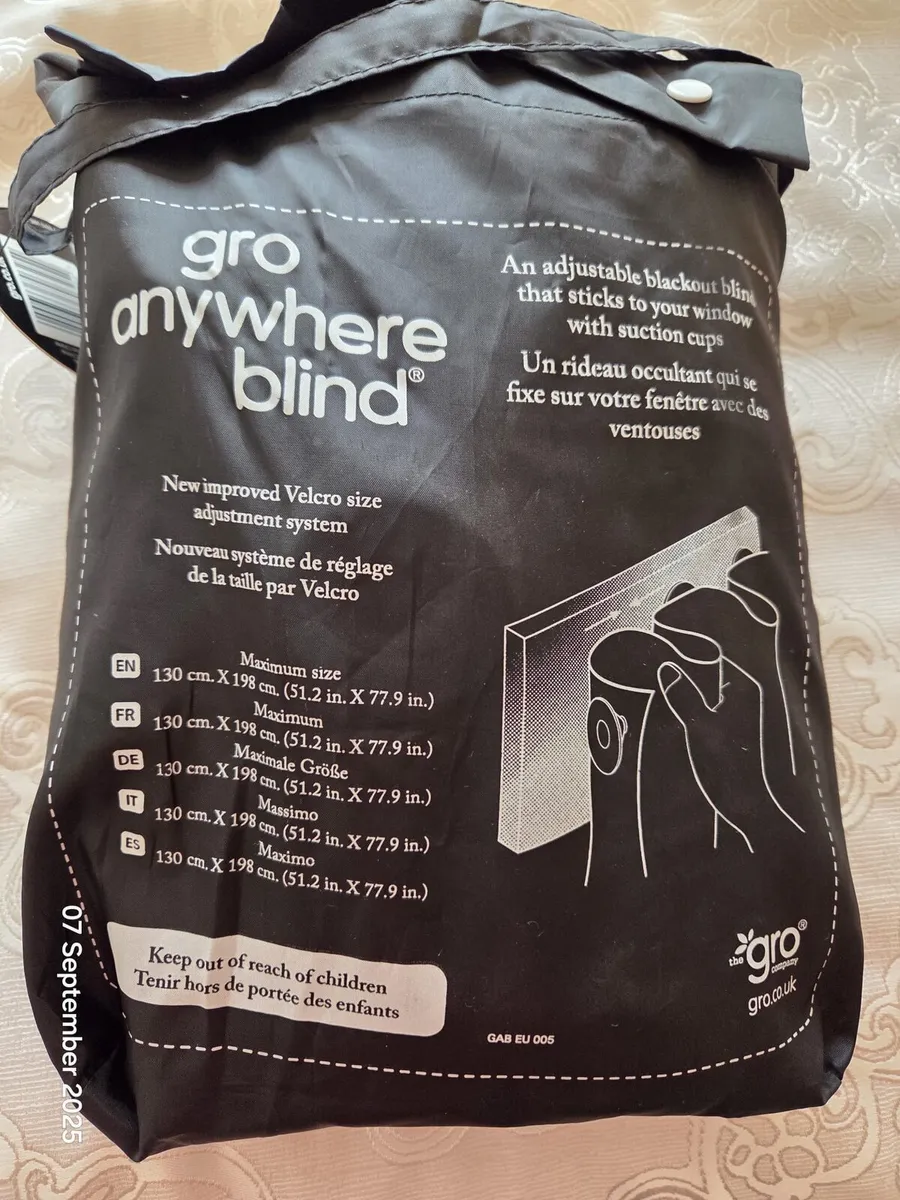 gro
anywhere
blind®
An adjustable blackout blind
that sticks to your window
with suction cups
Un rideau occultant qui se
fixe sur votre fenêtre avec des
ventouses
New improved Velcro size
adjustment system
Nouveau système de réglage
de la taille par Velcro
EN
Maximum size
130 cm. X 198 cm. (51.2 in. X 77.9 in.)
FR
Maximum
130 cm. X 198 cm. (51.2 in. X 77.9 in.)
DE
Maximale Größe
130 cm. X 198 cm. (51.2 in. X 77.9 in.)
IT
Massimo
130 cm. X 198 cm. (51.2 in. X 77.9 in.)
ES
Maximo
130 cm. X 198 cm. (51.2 in. X 77.9 in.)
Keep out of reach of children
Tenir hors de portée des enfants
GAB EU 005
the gro® company
gro.co.uk
07 September 2025